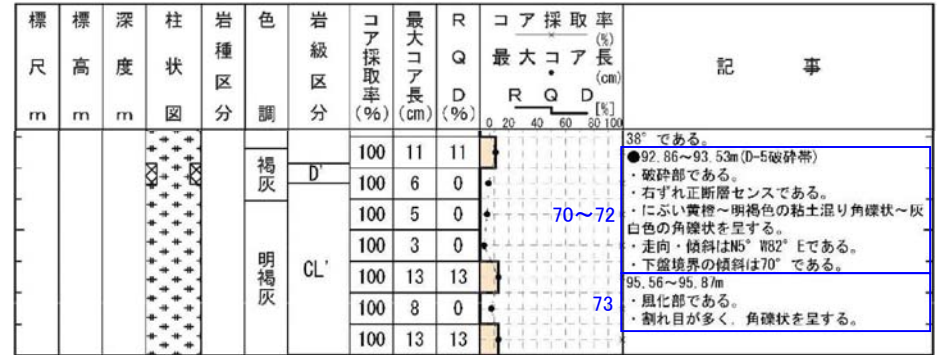 標尺m
標高m
深度m
柱状図
岩種区分
色調
岩級区分
コア採取率(%)
最大コア長(cm)
RQD(%)
コア採取率(%)
最大コア長(cm)
RQD[%]
0 20 40 60 80 100
記事
38°である。
褐灰
D'
明褐灰
CL'
100 11 11
100 6 0
100 5 0
100 3 0
100 13 13
100 8 0
100 13 13
70～72
●92.86～93.53m(D-5破砕帯)
・破砕部である。
・右ずれ正断層センスである。
・にぶい黄橙～明褐色の粘土混り角礫状～灰
白色の角礫状を呈する。
・走向・傾斜はN5°W82°Eである。
・下盤境界の傾斜は70°である。
73
95.56～95.87m
・風化部である。
・割れ目が多く、角礫状を呈する。